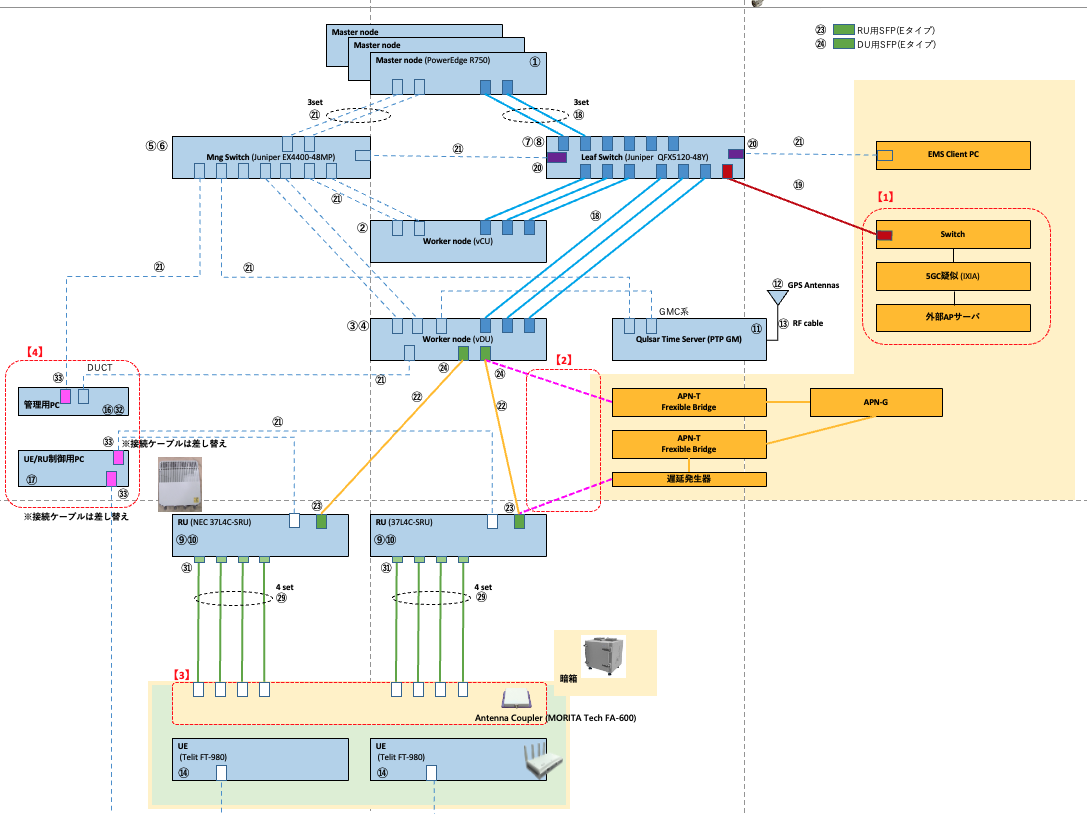 ㉓ RU用SFP(Eタイプ)
㉔ DU用SFP(Eタイプ)
Master node
Master node
Master node (PowerEdge R750) ①
3set
㉑
3set
⑱
⑤⑥
Mng Switch (Juniper EX4400-48MP)
㉑
⑦⑧
Leaf Switch (Juniper QFX5120-48Y)
⑳
⑳
㉑
EMS Client PC
⑲
【1】
Switch
5GC疑似 (IXIA)
外部APサーバ
㉑
②
Worker node (vCU)
⑱
㉑
㉑
⑫ GPS Antennas
⑬ RF cable
GMC系
③④
Worker node (vDU)
⑪
Qulsar Time Server (PTP GM)
【4】
DUCT
㉝
管理用PC
⑯㉜
㉑
㉔
㉔
【2】
㉒
㉒
APN-T
Frexible Bridge
APN-G
APN-T
Frexible Bridge
遅延発生器
㉑
㉝ ※接続ケーブルは差し替え
UE/RU制御用PC
⑰
㉝
※接続ケーブルは差し替え
㉓
㉓
RU (NEC 37L4C-SRU)
⑨⑩
RU (37L4C-SRU)
⑨⑩
㉛
㉛
4 set
㉙
4 set
㉙
【3】
暗箱
Antenna Coupler (MORITA Tech FA-600)
UE
(Telit FT-980)
⑭
UE
(Telit FT-980)
⑭